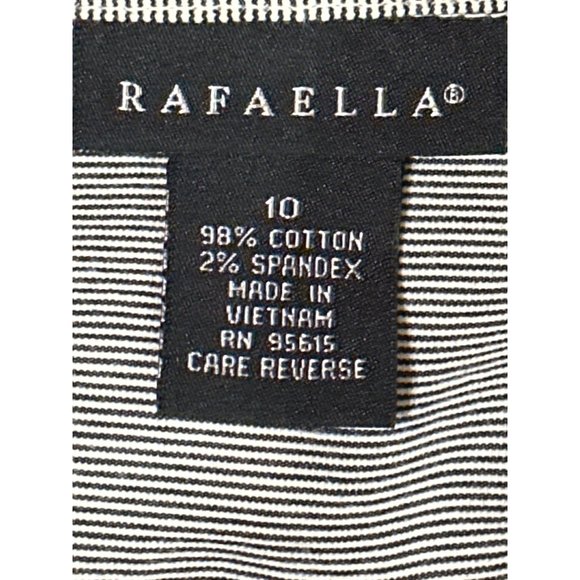 RAFAELLA®
10
98% COTTON
2% SPANDEX
MADE IN
VIETNAM
RN 95615
CARE REVERSE